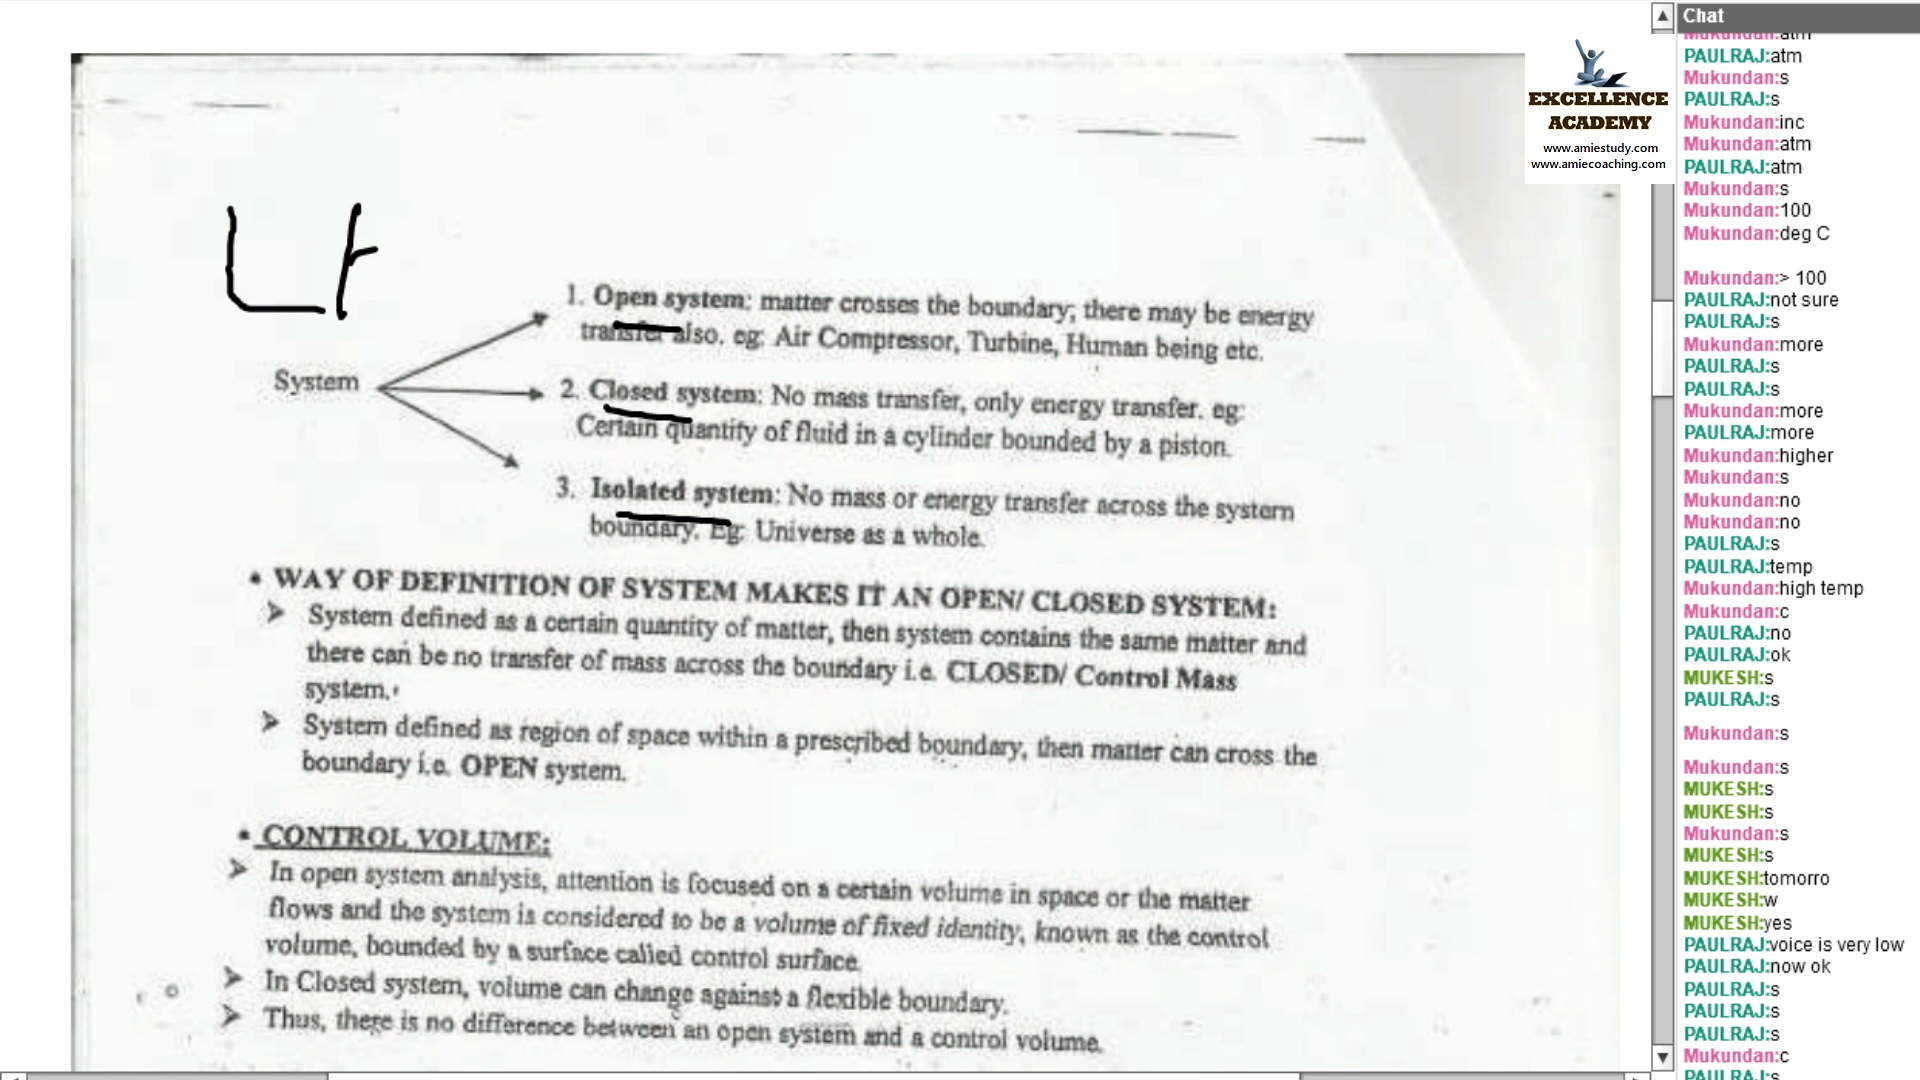 1. Open system: matter crosses the boundary; there may be energy
transfer also. eg: Air Compressor, Turbine, Human being etc.
System
2. Closed system: No mass transfer, only energy transfer. eg:
Certain quantity of fluid in a cylinder bounded by a piston.
3. Isolated system: No mass or energy transfer across the system
boundary. Eg: Universe as a whole.
• WAY OF DEFINITION OF SYSTEM MAKES IT AN OPEN/ CLOSED SYSTEM:
➢ System defined as a certain quantity of matter, then system contains the same matter and
there can be no transfer of mass across the boundary i.e. CLOSED/ Control Mass
system.
➢ System defined as region of space within a prescribed boundary, then matter can cross the
boundary i.e. OPEN system.
• CONTROL VOLUME:
➢ In open system analysis, attention is focused on a certain volume in space or the matter
flows and the system is considered to be a volume of fixed identity, known as the control
volume, bounded by a surface called control surface.
➢ In Closed system, volume can change against a flexible boundary.
➢ Thus, there is no difference between an open system and a control volume.
EXCELLENCE
ACADEMY
www.amiestudy.com
www.amiecoaching.com
Chat
Mukundan:atm
PAULRAJ:atm
Mukundan:s
PAULRAJ:s
Mukundan:inc
Mukundan:atm
PAULRAJ:atm
Mukundan:s
Mukundan:100
Mukundan:deg C
Mukundan:> 100
PAULRAJ:not sure
PAULRAJ:s
Mukundan:more
PAULRAJ:s
PAULRAJ:s
Mukundan:more
PAULRAJ:more
Mukundan:higher
Mukundan:s
Mukundan:no
Mukundan:no
PAULRAJ:s
PAULRAJ:temp
Mukundan:high temp
Mukundan:c
PAULRAJ:no
PAULRAJ:ok
MUKESH:s
PAULRAJ:s
Mukundan:s
Mukundan:s
MUKESH:s
MUKESH:s
Mukundan:s
MUKESH:s
MUKESH:tomorro
MUKESH:w
MUKESH:yes
PAULRAJ:voice is very low
PAULRAJ:now ok
PAULRAJ:s
PAULRAJ:s
PAULRAJ:s
Mukundan:c
PAULRAJ:s